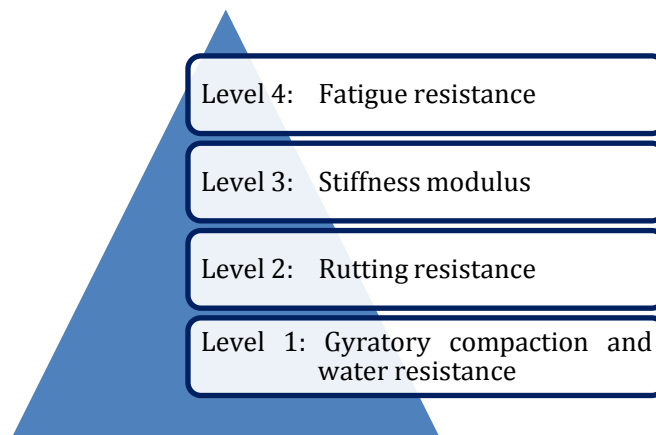 Level 4: Fatigue resistance
Level 3: Stiffness modulus
Level 2: Rutting resistance
Level 1: Gyratory compaction and
water resistance